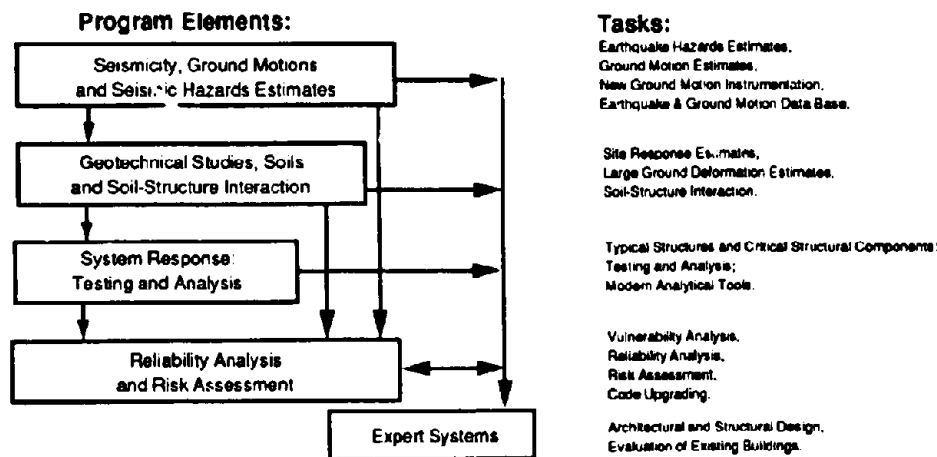 Program Elements:
Seismicity, Ground Motions
and Seismic Hazards Estimates
Geotechnical Studies, Soils
and Soil-Structure Interaction
System Response:
Testing and Analysis
Reliability Analysis
and Risk Assessment
Expert Systems
Tasks:
Earthquake Hazards Estimates,
Ground Motion Estimates,
New Ground Motion Instrumentation,
Earthquake & Ground Motion Data Base.
Site Response Estimates,
Large Ground Deformation Estimates,
Soil-Structure Interaction.
Typical Structures and Critical Structural Components:
Testing and Analysis;
Modern Analytical Tools.
Vulnerability Analysis,
Reliability Analysis,
Risk Assessment,
Code Upgrading.
Architectural and Structural Design,
Evaluation of Existing Buildings.